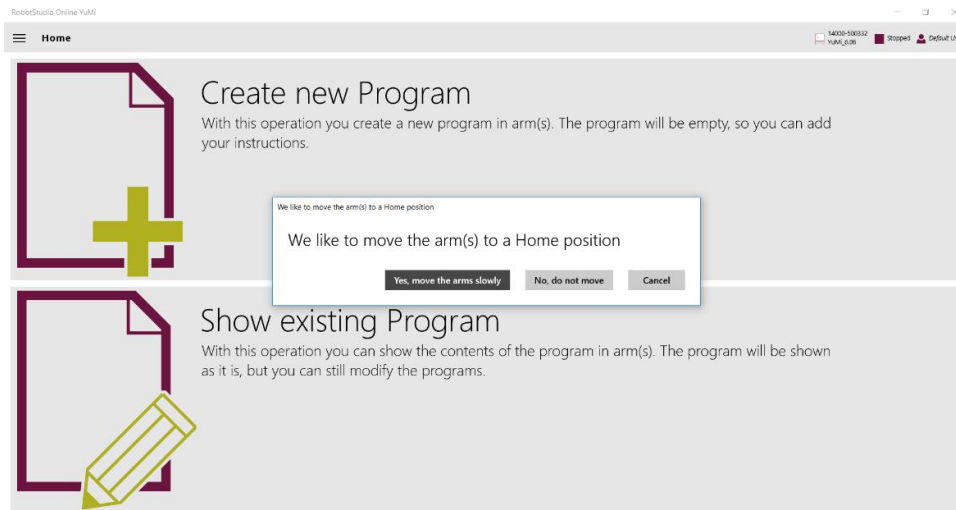 RobotStudio Online YuMi
Home
14000-500332
YuMi_6.06
Stopped
Default Us
Create new Program
With this operation you create a new program in arm(s). The program will be empty, so you can add
your instructions.
We like to move the arm(s) to a Home position
We like to move the arm(s) to a Home position
Yes, move the arms slowly
No, do not move
Cancel
Show existing Program
With this operation you can show the contents of the program in arm(s). The program will be shown
as it is, but you can still modify the programs.